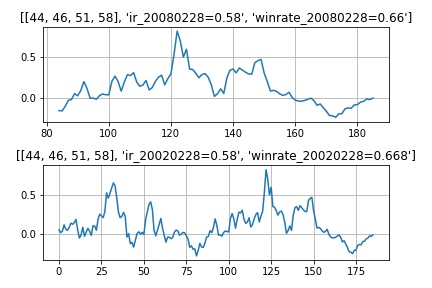 [[44, 46, 51, 58], 'ir_20080228=0.58', 'winrate_20080228=0.66']
0.5
0.0
80 100 120 140 160 180
[[44, 46, 51, 58], 'ir_20020228=0.58', 'winrate_20020228=0.668']
0.5
0.0
0 25 50 75 100 125 150 175